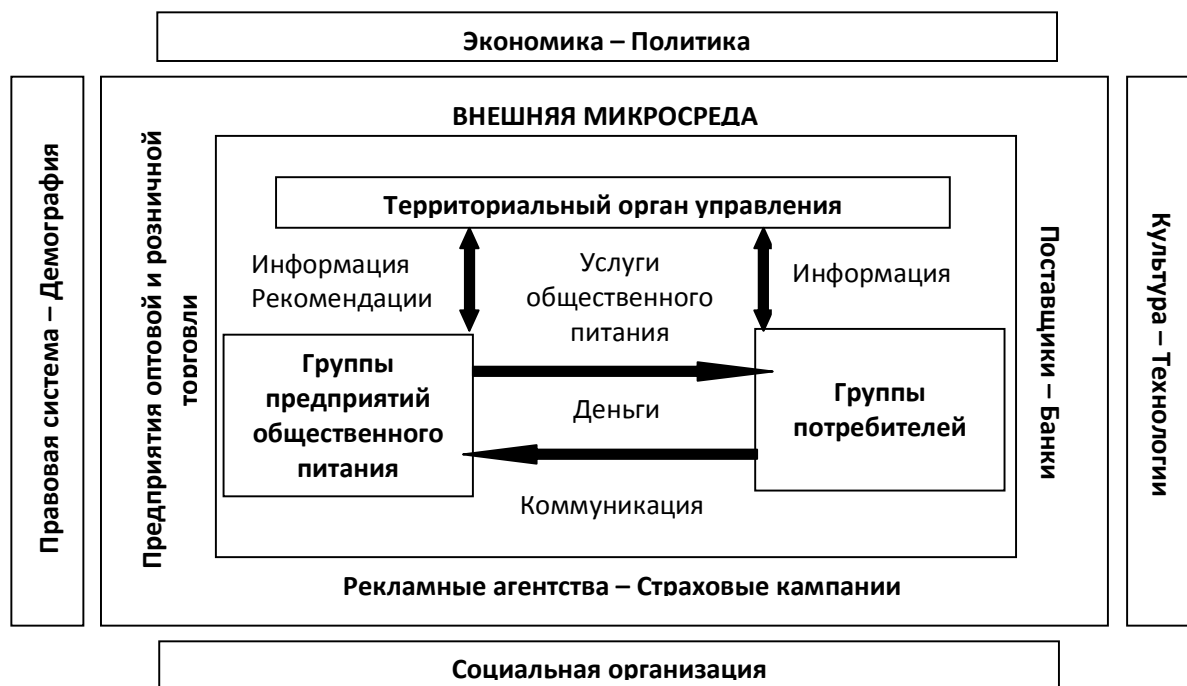 Экономика – Политика
Правовая система – Демография
Предприятия оптовой и розничной
торговли
ВНЕШНЯЯ МИКРОСРЕДА
Территориальный орган управления
Информация
Рекомендации
Услуги
общественного
питания
Информация
Группы
предприятий
общественного
питания
Деньги
Группы
потребителей
Коммуникация
Поставщики – Банки
Культура – Технологии
Рекламные агентства – Страховые кампании
Социальная организация